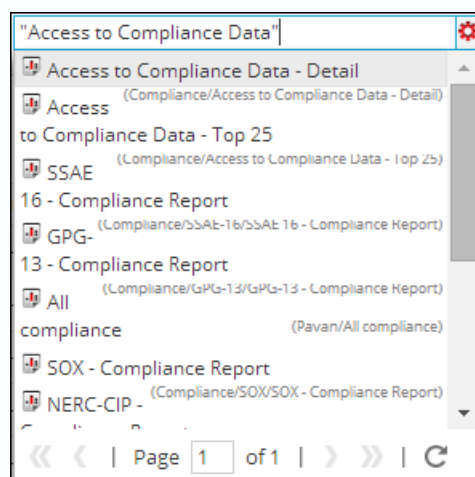 "Access to Compliance Data"
Access to Compliance Data - Detail
(Compliance/Access to Compliance Data - Detail)
Access
to Compliance Data - Top 25
(Compliance/Access to Compliance Data - Top 25)
SSAE
16 - Compliance Report
(Compliance/SSAE-16/SSAE 16 - Compliance Report)
GPG-
13 - Compliance Report
(Compliance/GPG-13/GPG-13 - Compliance Report)
All
compliance
(Pavan/All compliance)
SOX - Compliance Report
(Compliance/SOX/SOX - Compliance Report)
NERC-CIP -
Page 1 of 1